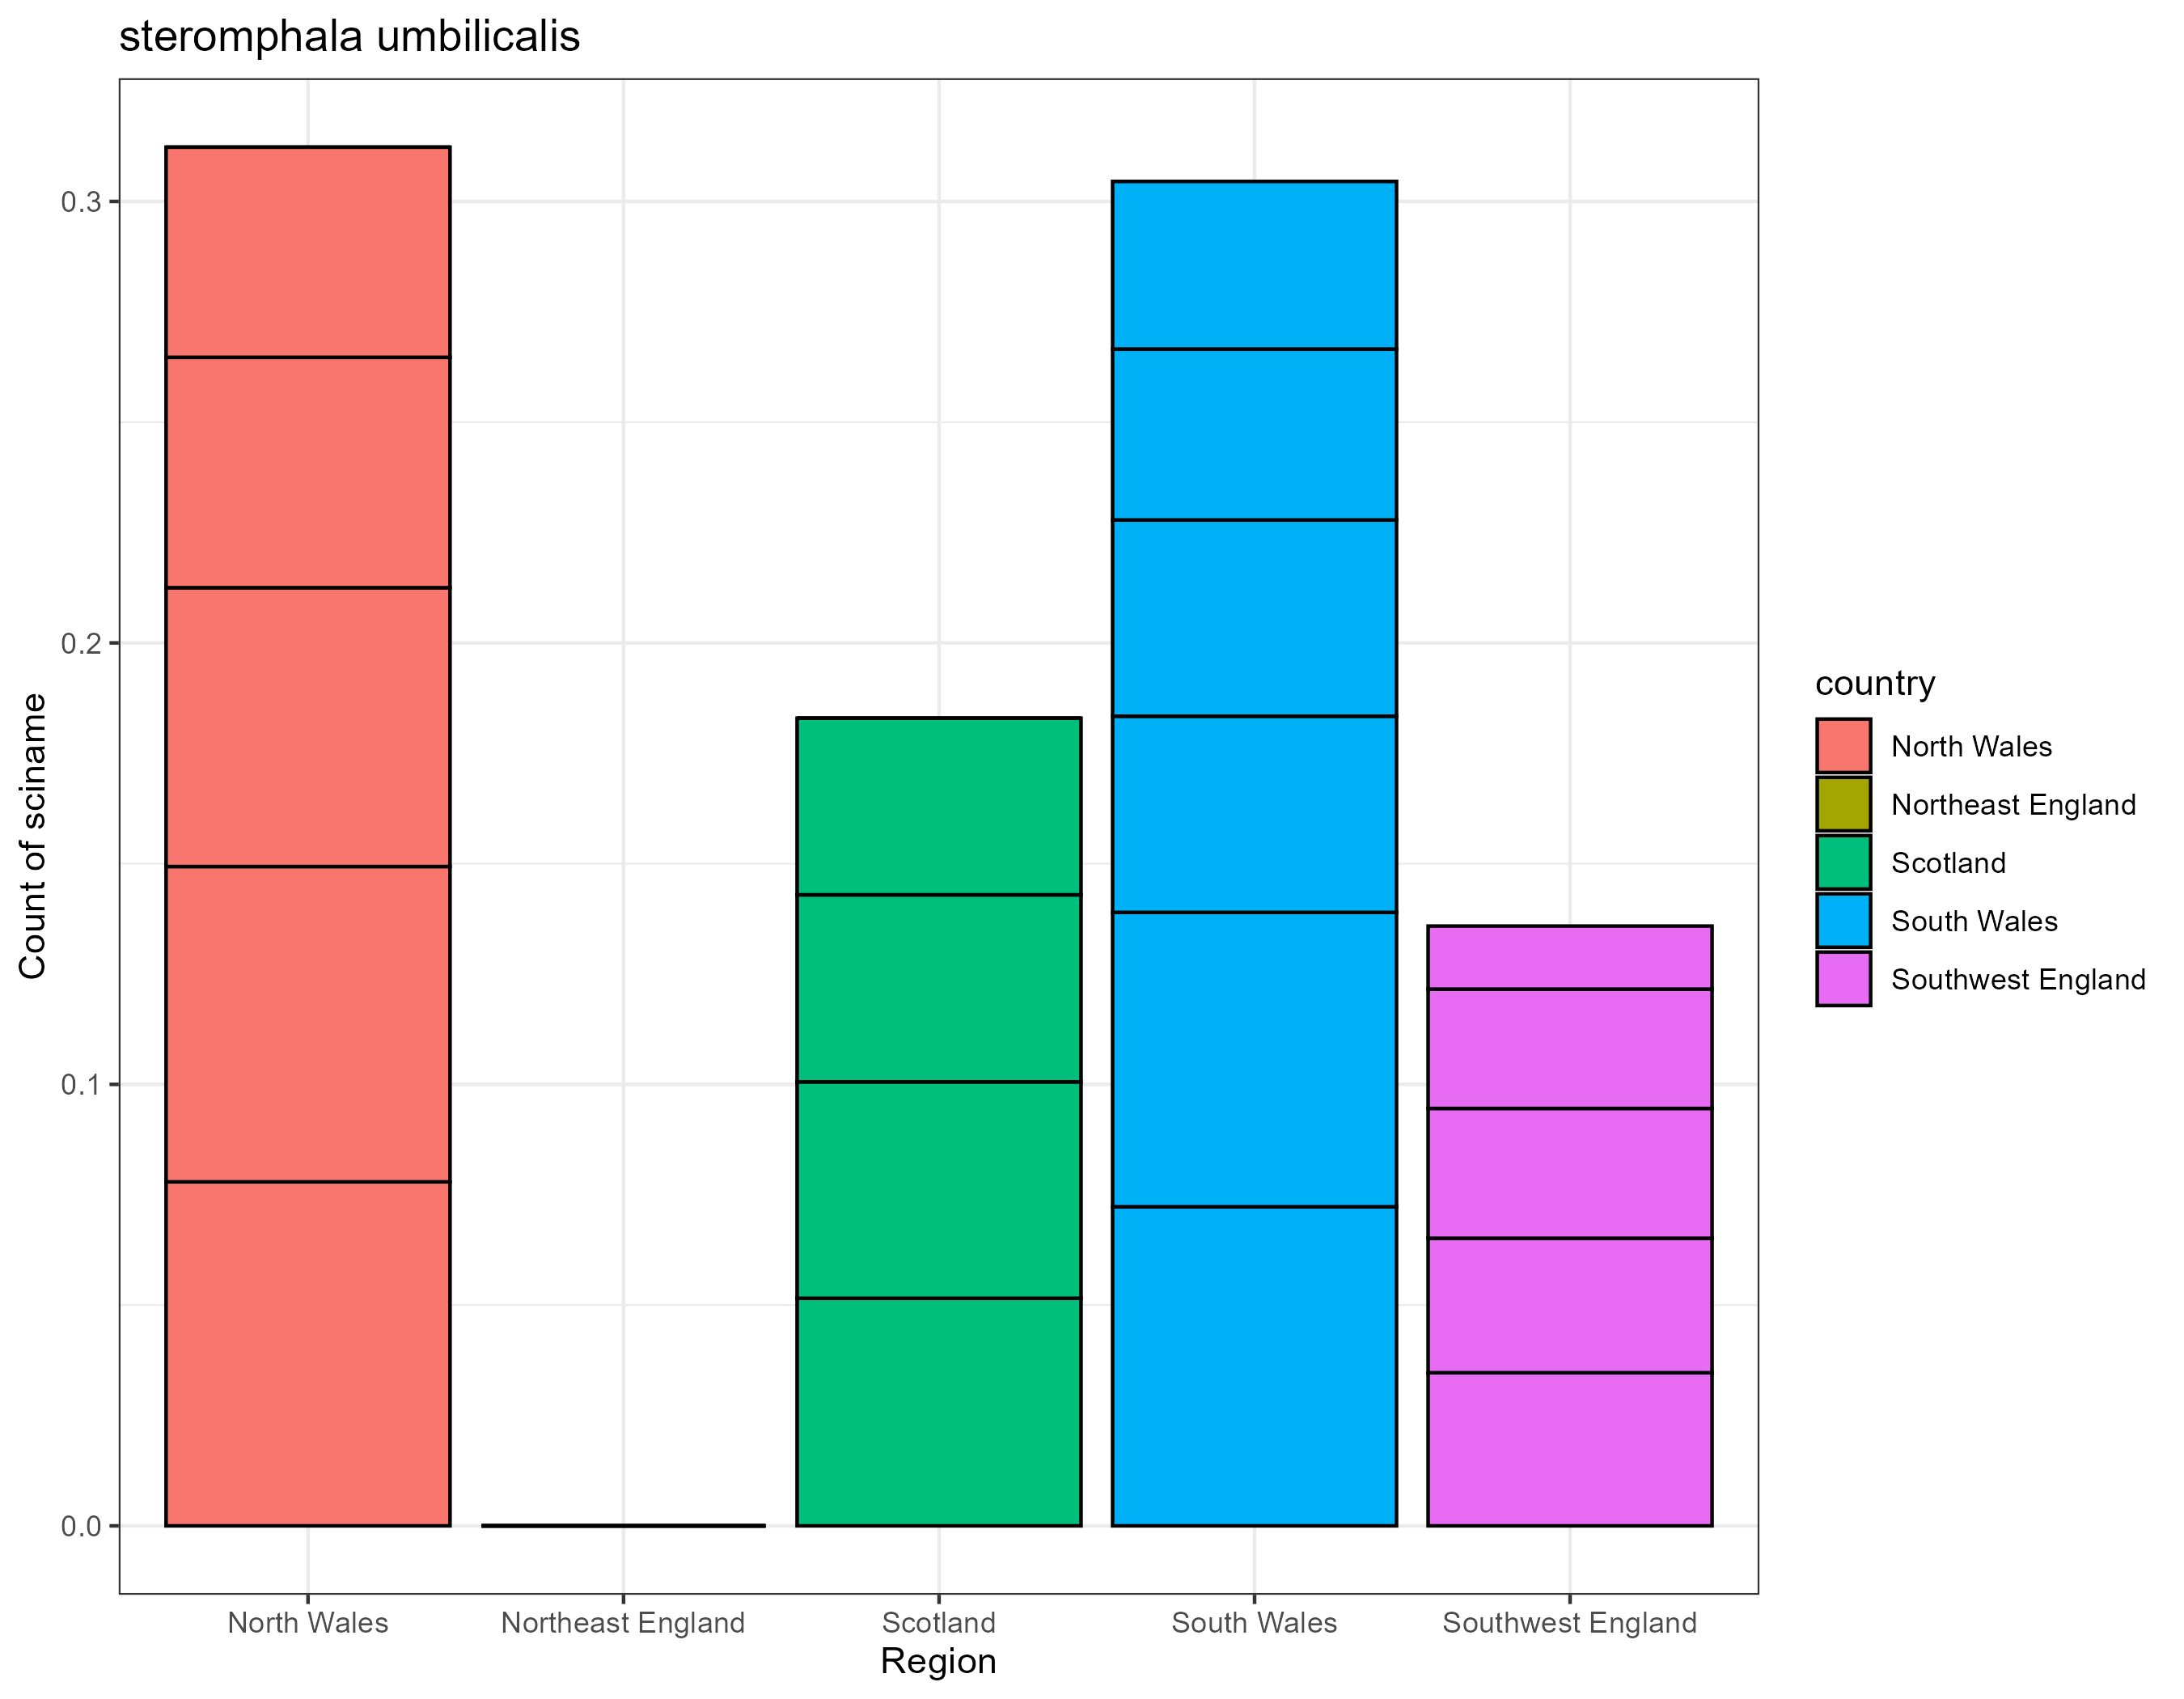 steromphala umbilicalis
Count of sciname
0.3
0.2
0.1
0.0
North Wales
Northeast England
Scotland
South Wales
Southwest England
Region
country
North Wales
Northeast England
Scotland
South Wales
Southwest England